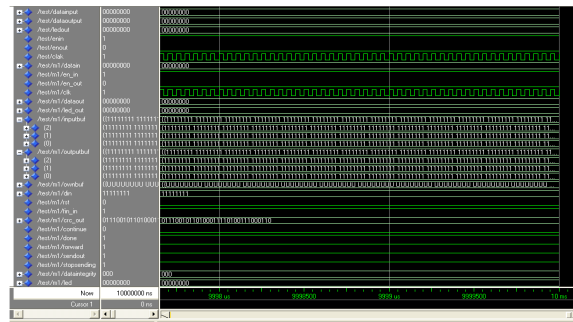 /test/datainput 00000000 00000000
/test/dataoutput 00000000 00000000
/test/ledout 00000000 00000000
/test/enin 1
/test/enout 0
/test/clak 1
/test/m1/datain 00000000 00000000
/test/m1/en_in 1
/test/m1/en_out 0
/test/m1/clk 1
/test/m1/dataout 00000000 00000000
/test/m1/led_out 00000000 00000000
/test/m1/inputbuf
(2)
(1)
(0)
/test/m1/outputbuf
(2)
(1)
(0)
/test/m1/ownbuf
/test/m1/din 11111111 11111111
/test/m1/rst 0
/test/m1/fin_in 1
/test/m1/crc_out
/test/m1/continue 0
/test/m1/done 1
/test/m1/forward 1
/test/m1/sendout 1
/test/m1/stopsending 1
/test/m1/dataintegrity 000 000
/test/m1/led 00000000 00000000
Now 10000000 ns 9998 us 9998500 9999 us 9999500 10 ms
Cursor 1 0 ns